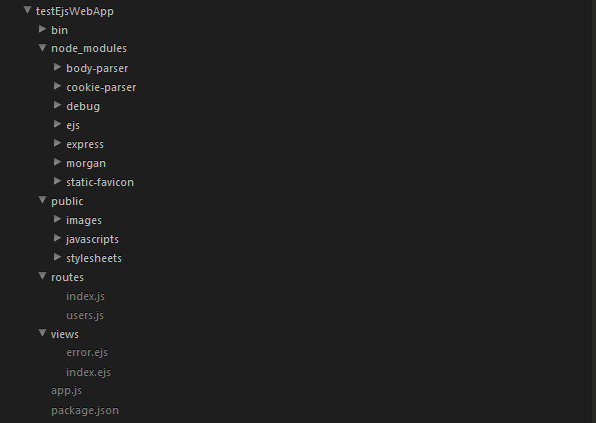 testEjsWebApp
bin
node_modules
body-parser
cookie-parser
debug
ejs
express
morgan
static-favicon
public
images
javascripts
stylesheets
routes
index.js
users.js
views
error.ejs
index.ejs
app.js
package.json